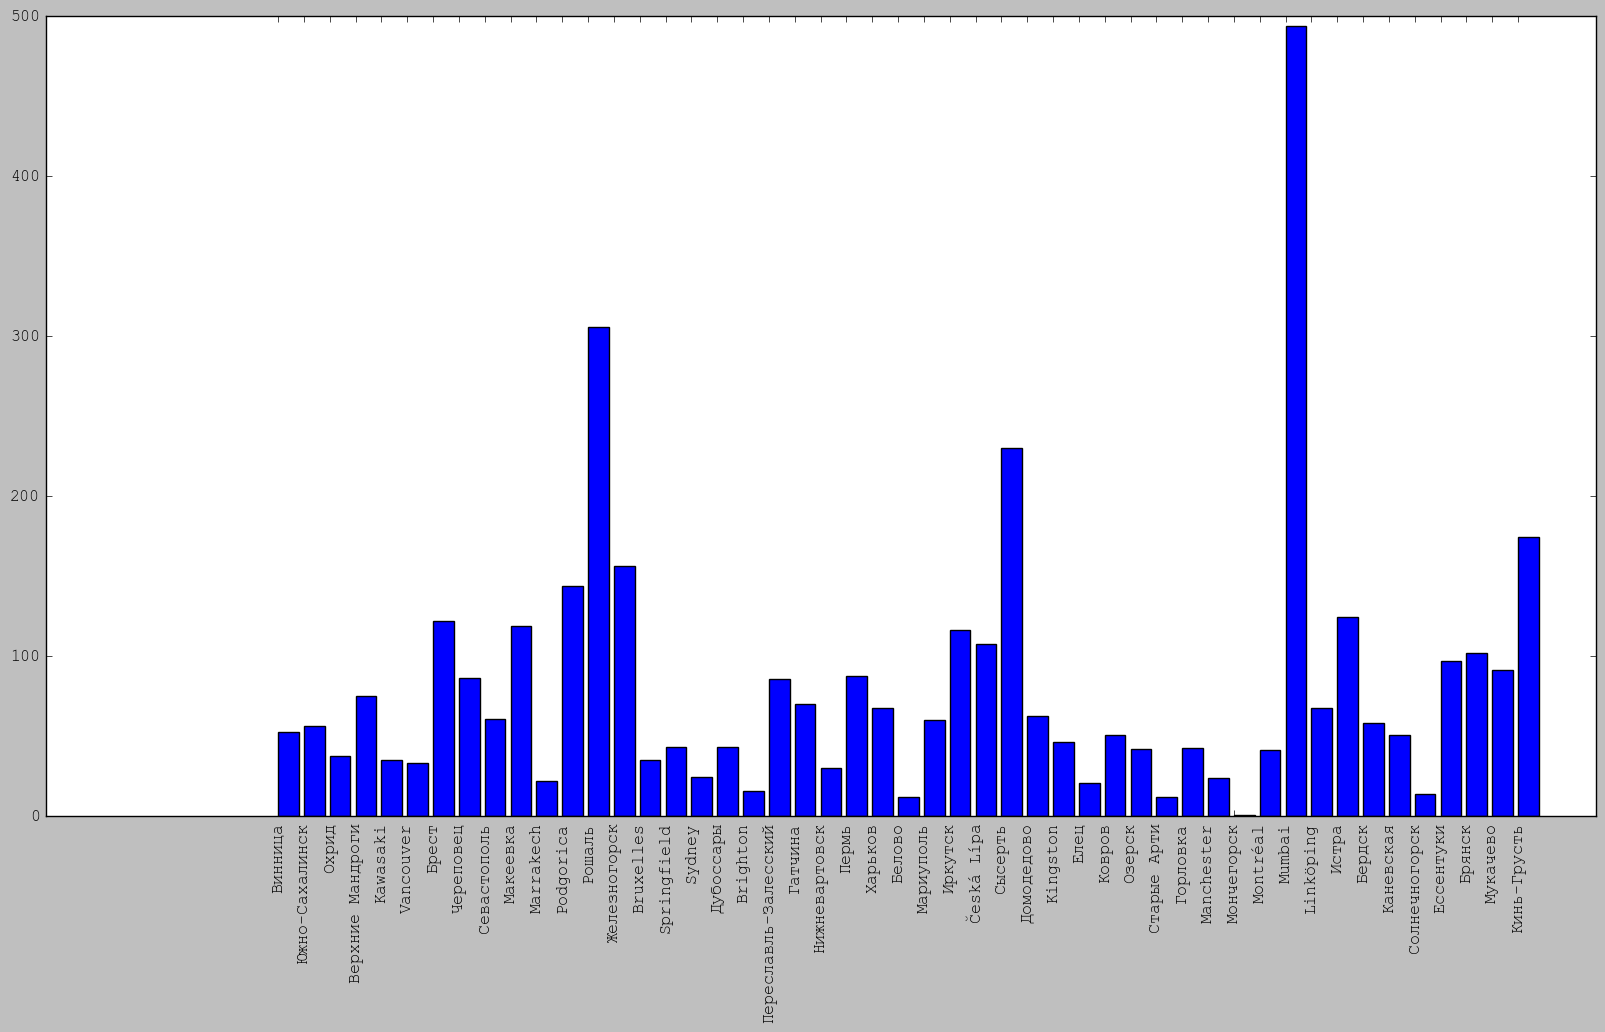 500
400
300
200
100
0
Винница
Южно-Сахалинск
Охрид
Верхние Мандроги
Kawasaki
Vancouver
Брест
Череповец
Севастополь
Макеевка
Marrakech
Podgorica
Рошаль
Железногорск
Bruxelles
Springfield
Sydney
Дубоссары
Brighton
Переславль-Залесский
Гатчина
Нижневартовск
Пермь
Харьков
Белово
Мариуполь
Иркутск
Česká Lípa
Сысерть
Домодедово
Kingston
Елец
Ковров
Озерск
Старые Арти
Горловка
Manchester
Мончегорск
Montréal
Mumbai
Linköping
Истра
Бердск
Каневская
Солнечногорск
Ессентуки
Брянск
Мукачево
Кинь-Грусть